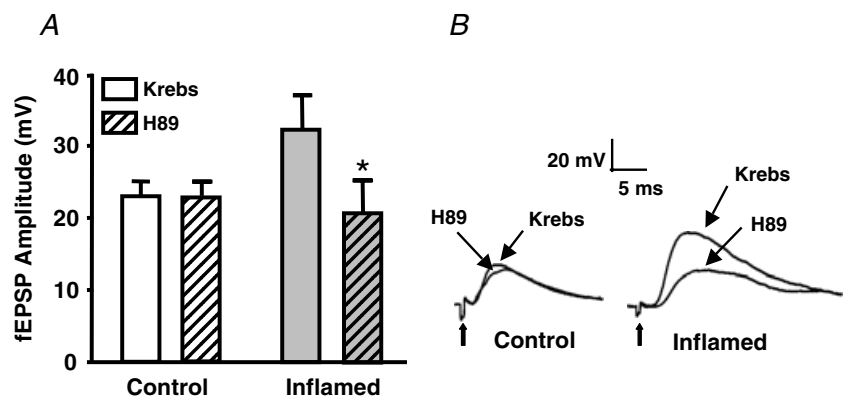 A
B
fEPSP Amplitude (mV)
40
30
20
10
0
Krebs
H89
*
Control
Inflamed
20 mV
5 ms
H89
Krebs
Control
Krebs
H89
Inflamed